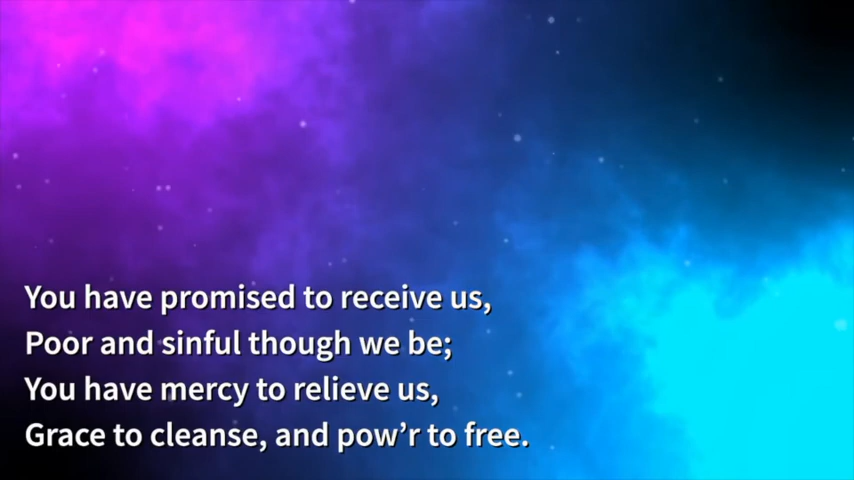 You have promised to receive us,
Poor and sinful though we be;
You have mercy to relieve us,
Grace to cleanse, and pow’r to free.